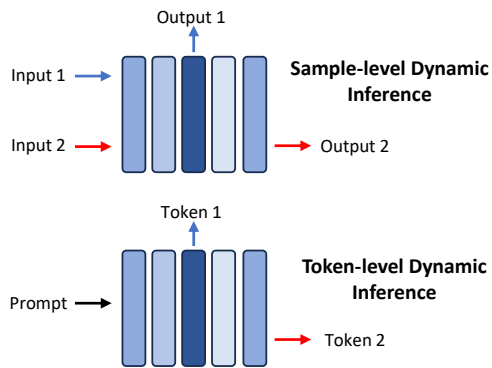 Output 1
Input 1
Sample-level Dynamic
Inference
Input 2
Output 2
Token 1
Token-level Dynamic
Inference
Prompt
Token 2